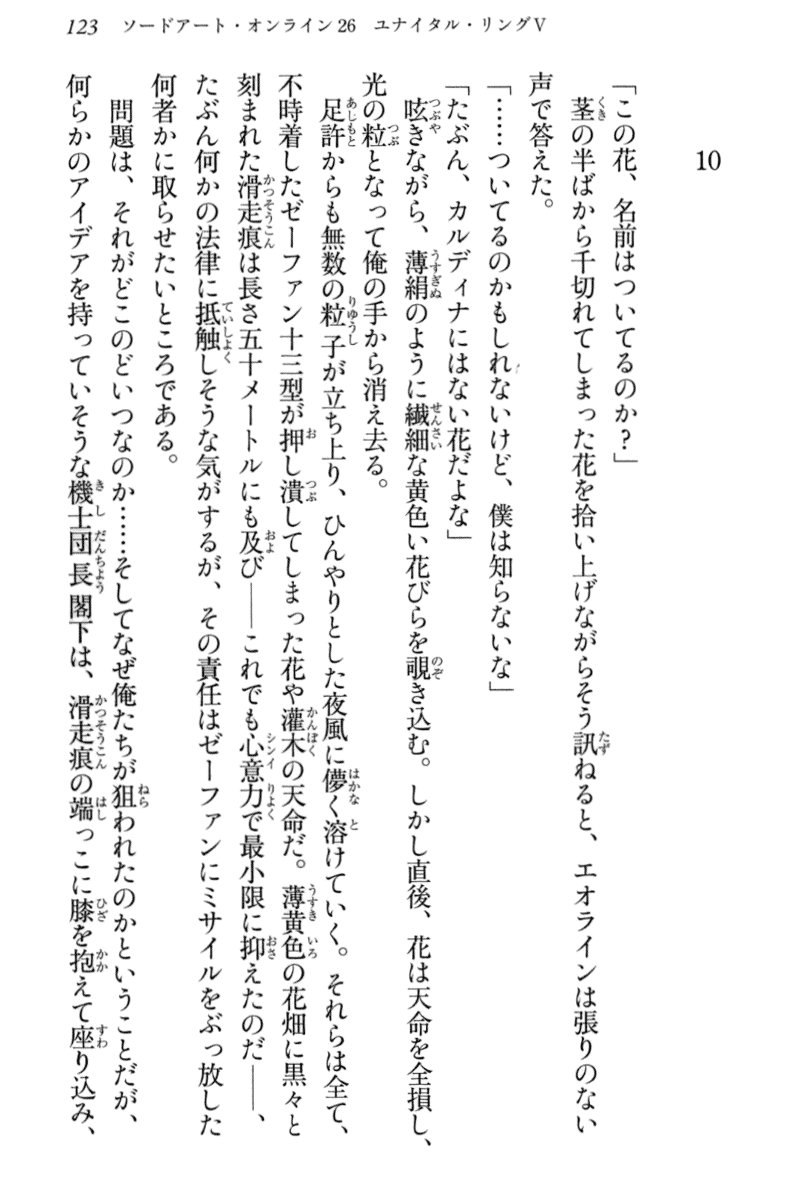 123 ソードアート・オンライン26 ユナイタル・リングⅤ
10
「この花、名前はついてるのか？」
茎の半ばから千切れてしまった花を拾い上げながらそう訊ねると、エオラインは張りのない
声で答えた。
「……ついてるのかもしれないけど、僕は知らないな」
「たぶん、カルディナにはない花だよな」
呟きながら、薄絹のように繊細な黄色い花びらを覗き込む。しかし直後、花は天命を全損し、
光の粒となって俺の手から消え去る。
足許からも無数の粒子が立ち上り、ひんやりとした夜風に儚く溶けていく。それらは全て、
不時着したゼーファン十三型が押し潰してしまった花や灌木の天命だ。薄黄色の花畑に黒々と
刻まれた滑走痕は長さ五十メートルにも及び――これでも心意力で最小限に抑えたのだ――、
たぶん何かの法律に抵触しそうな気がするが、その責任はゼーファンにミサイルをぶっ放した
何者かに取らせたいところである。
問題は、それがどこのどいつなのか……そしてなぜ俺たちが狙われたのかということだが、
何らかのアイデアを持っていそうな機士団長閣下は、滑走痕の端っこに膝を抱えて座り込み、